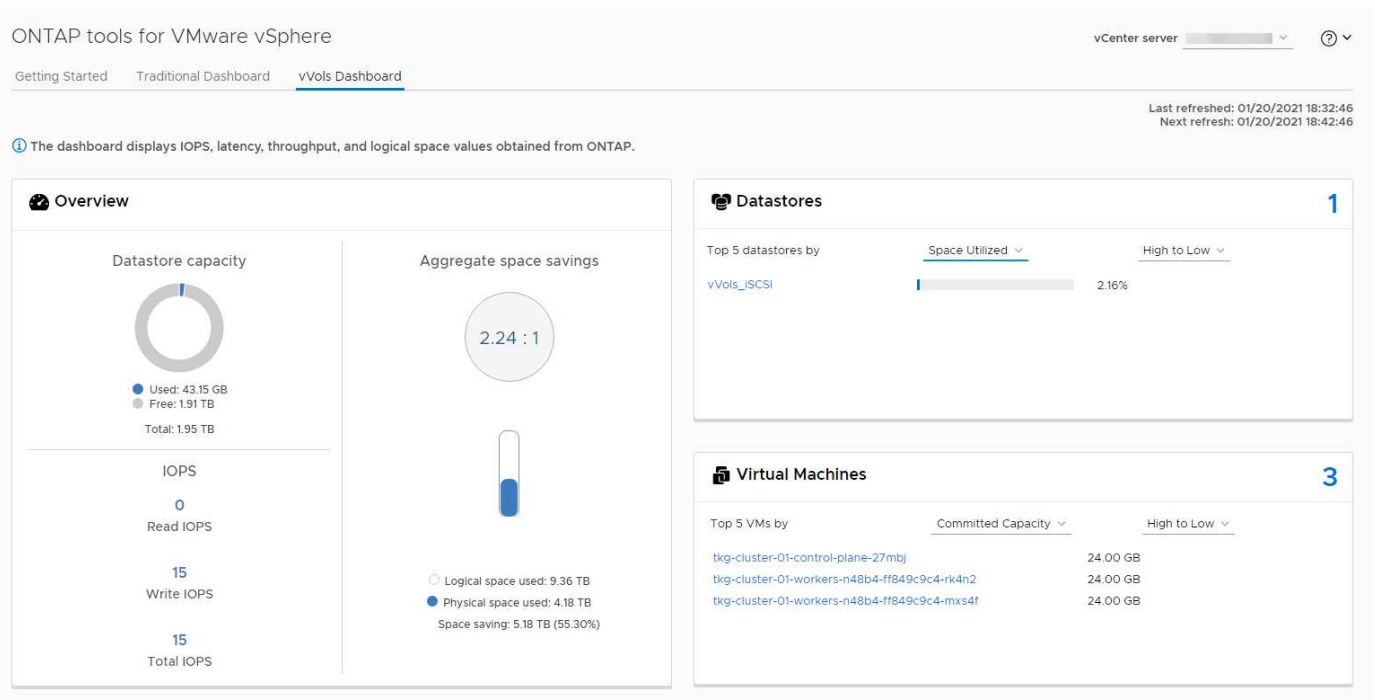 ONTAP tools for VMware vSphere
vCenter server
Getting Started Traditional Dashboard vVols Dashboard
Last refreshed: 01/20/2021 18:32:46
Next refresh: 01/20/2021 18:42:46
The dashboard displays IOPS, latency, throughput, and logical space values obtained from ONTAP.
Overview
Datastore capacity
Used: 43.15 GB
Free: 1.91 TB
Total: 1.95 TB
IOPS
0
Read IOPS
15
Write IOPS
15
Total IOPS
Aggregate space savings
2.24 : 1
Logical space used: 9.36 TB
Physical space used: 4.18 TB
Space saving: 5.18 TB (55.30%)
Datastores 1
Top 5 datastores by Space Utilized High to Low
vVols_iSCSI 2.16%
Virtual Machines 3
Top 5 VMs by Committed Capacity High to Low
tkg-cluster-01-control-plane-27mbj 24.00 GB
tkg-cluster-01-workers-n48b4-ff849c9c4-rk4n2 24.00 GB
tkg-cluster-01-workers-n48b4-ff849c9c4-mxs4f 24.00 GB